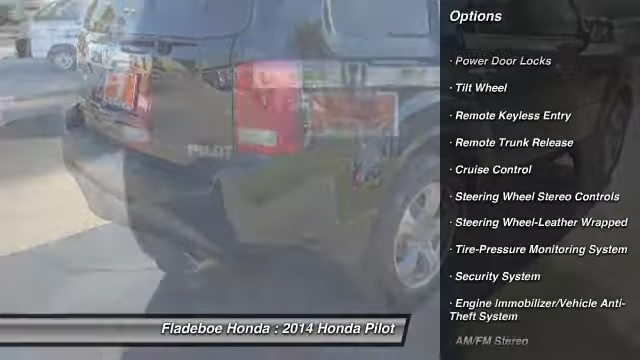 Options
· Power Door Locks
· Tilt Wheel
· Remote Keyless Entry
· Remote Trunk Release
· Cruise Control
· Steering Wheel Stereo Controls
· Steering Wheel-Leather Wrapped
· Tire-Pressure Monitoring System
· Security System
· Engine Immobilizer/Vehicle Anti-
Theft System
· AM/FM Stereo
PILOT
Fladeboe Honda : 2014 Honda Pilot